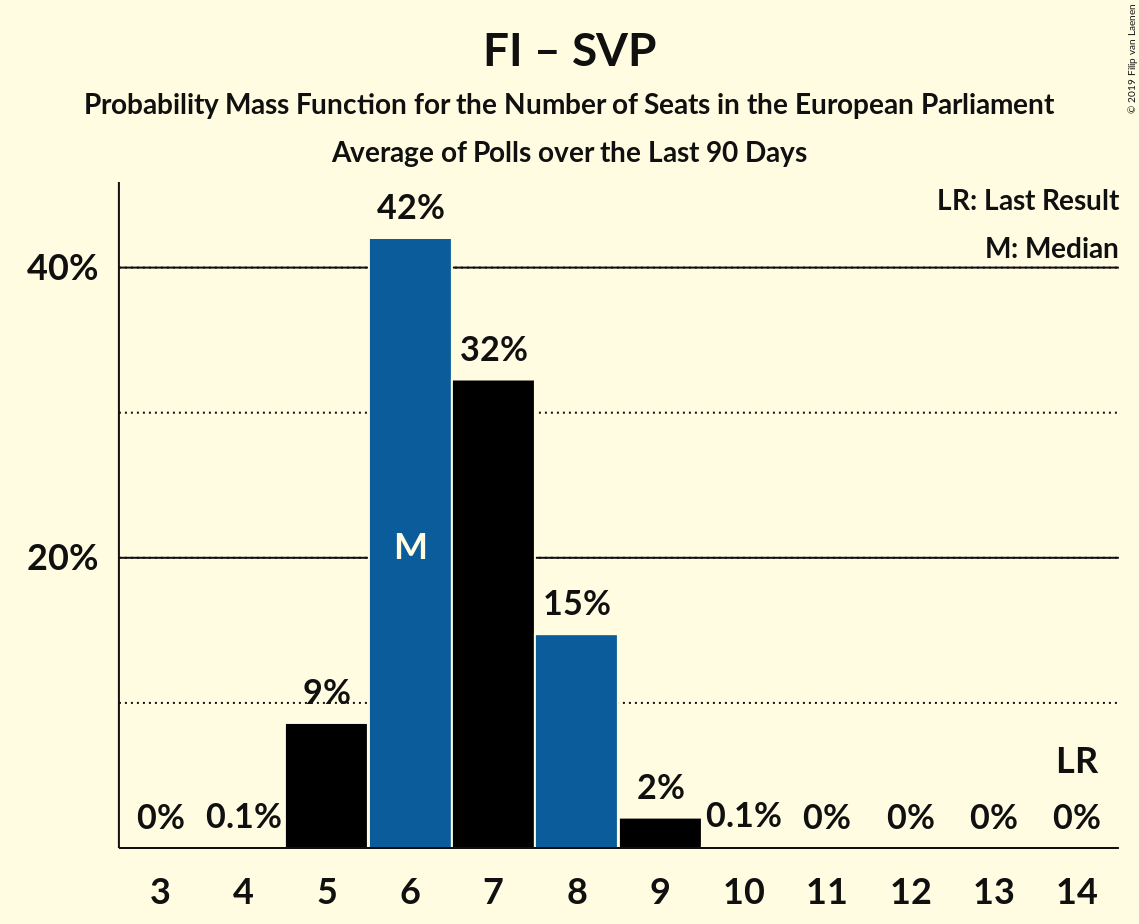 FI – SVP
Probability Mass Function for the Number of Seats in the European Parliament
Average of Polls over the Last 90 Days
© 2019 Filip van Laenen
LR: Last Result
M: Median
40%
20%
0%
0.1%
9%
42%
M
32%
15%
2%
0.1%
0%
0%
0%
LR
0%
3 4 5 6 7 8 9 10 11 12 13 14